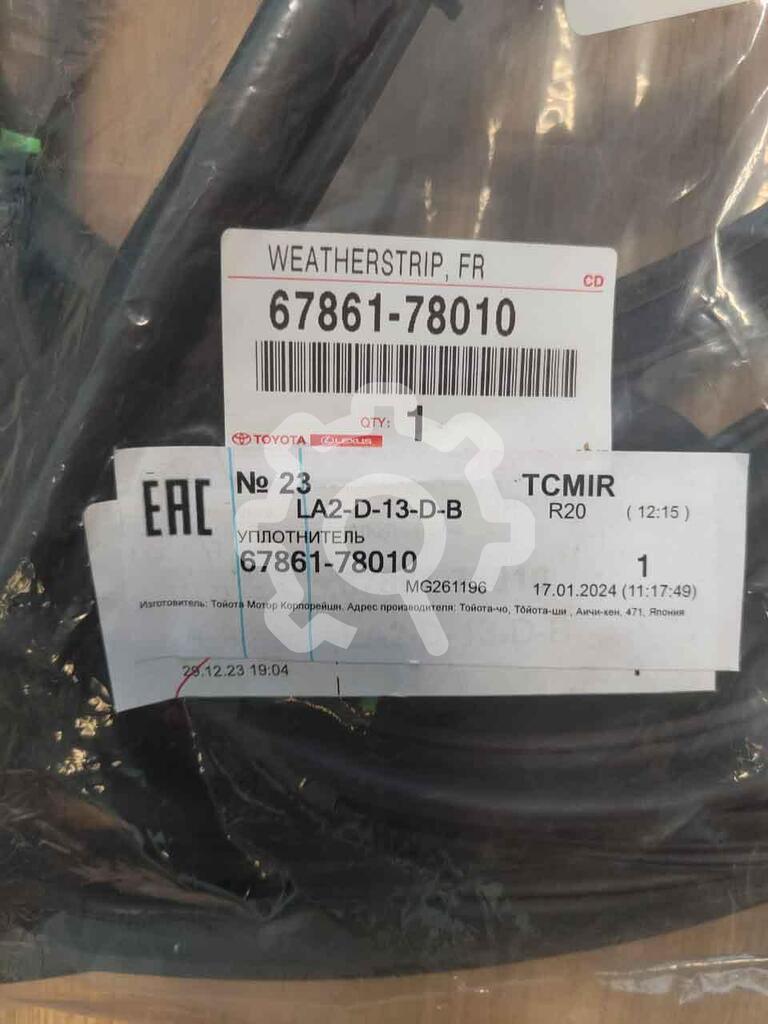 WEATHERSTRIP, FR
CD
67861-78010
QTY: 1
TOYOTA LEXUS
EAC № 23 TCMIR
LA2-D-13-D-B R20 (12:15)
УПЛОТНИТЕЛЬ
67861-78010 1
MG261196 17.01.2024 (11:17:49)
Изготовитель: Тойота Мотор Корпорейшн. Адрес производителя: Тойота-чо, Тойота-ши , Аичи-кен, 471, Япония
29.12.23 19:04